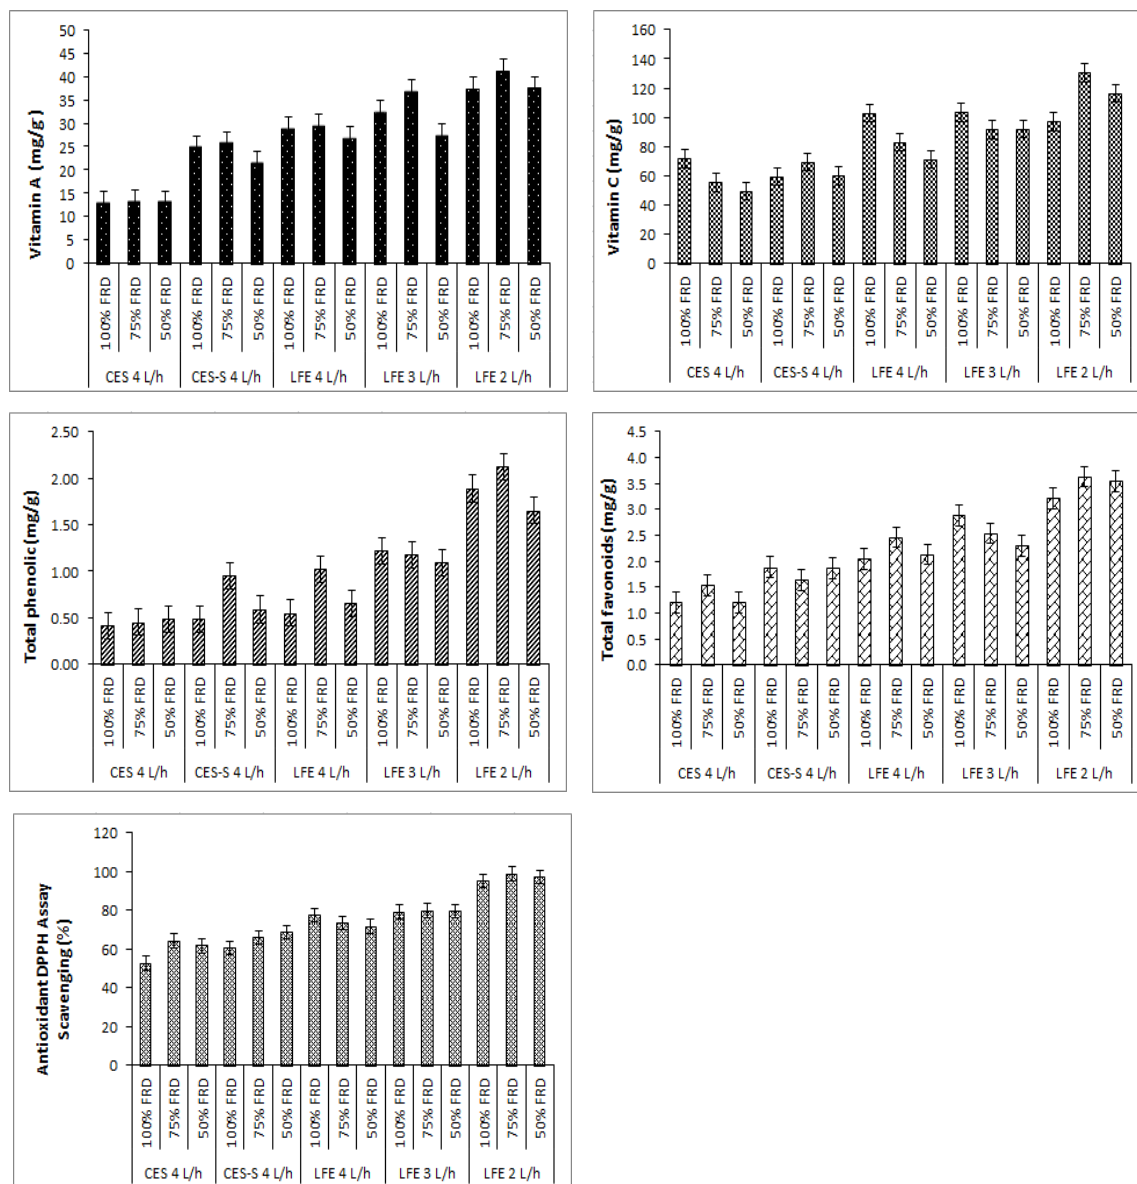 Vitamin A (mg/g)
50
45
40
35
30
25
20
15
10
5
0
100% FRD
75% FRD
50% FRD
100% FRD
75% FRD
50% FRD
100% FRD
75% FRD
50% FRD
100% FRD
75% FRD
50% FRD
100% FRD
75% FRD
50% FRD
CES 4 L/h CES-S 4 L/h LFE 4 L/h LFE 3 L/h LFE 2 L/h
Vitamin C (mg/g)
160
140
120
100
80
60
40
20
0
100% FRD
75% FRD
50% FRD
100% FRD
75% FRD
50% FRD
100% FRD
75% FRD
50% FRD
100% FRD
75% FRD
50% FRD
100% FRD
75% FRD
50% FRD
CES 4 L/h CES-S 4 L/h LFE 4 L/h LFE 3 L/h LFE 2 L/h
Total phenolic (mg/g)
2.50
2.00
1.50
1.00
0.50
0.00
100% FRD
75% FRD
50% FRD
100% FRD
75% FRD
50% FRD
100% FRD
75% FRD
50% FRD
100% FRD
75% FRD
50% FRD
100% FRD
75% FRD
50% FRD
CES 4 L/h CES-S 4 L/h LFE 4 L/h LFE 3 L/h LFE 2 L/h
Total favonoids (mg/g)
4.5
4.0
3.5
3.0
2.5
2.0
1.5
1.0
0.5
0.0
100% FRD
75% FRD
50% FRD
100% FRD
75% FRD
50% FRD
100% FRD
75% FRD
50% FRD
100% FRD
75% FRD
50% FRD
100% FRD
75% FRD
50% FRD
CES 4 L/h CES-S 4 L/h LFE 4 L/h LFE 3 L/h LFE 2 L/h
Antioxidant DPPH Assay
Scavenging (%)
120
100
80
60
40
20
0
100% FRD
75% FRD
50% FRD
100% FRD
75% FRD
50% FRD
100% FRD
75% FRD
50% FRD
100% FRD
75% FRD
50% FRD
100% FRD
75% FRD
50% FRD
CES 4 L/h CES-S 4 L/h LFE 4 L/h LFE 3 L/h LFE 2 L/h